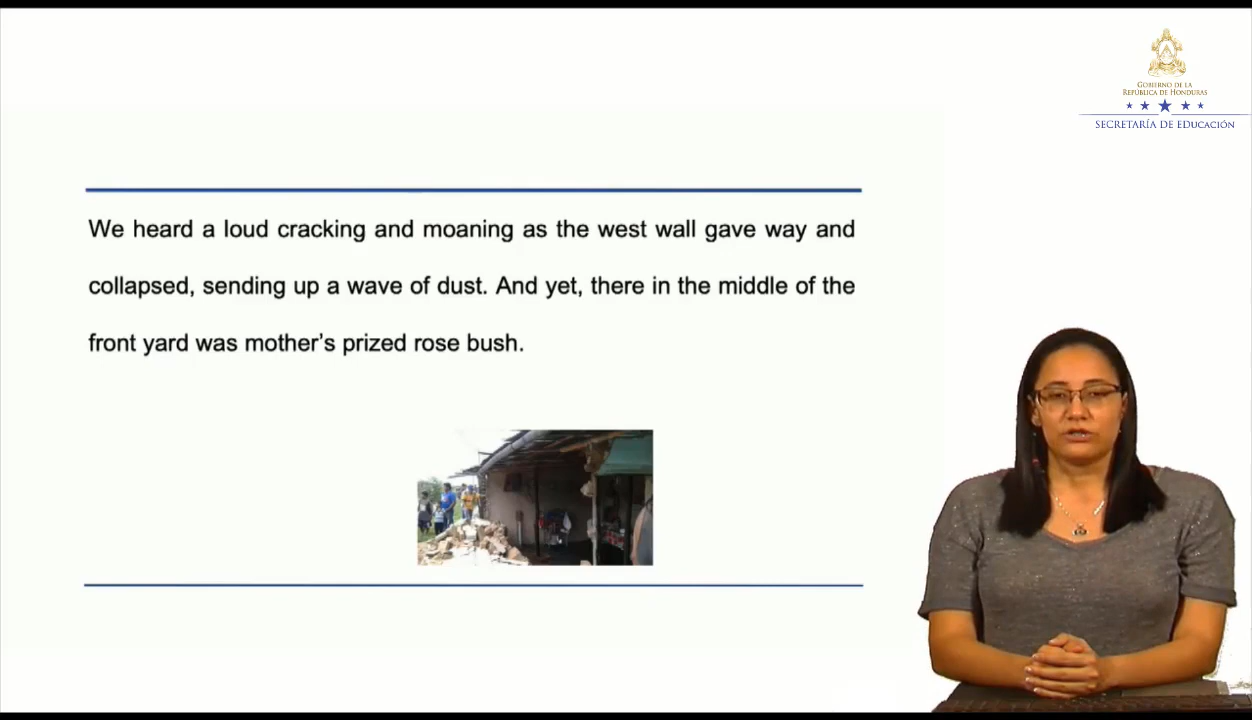 GOBIERNO DE LA
REPÚBLICA DE HONDURAS
SECRETARÍA DE EDUCACIÓN
We heard a loud cracking and moaning as the west wall gave way and
collapsed, sending up a wave of dust. And yet, there in the middle of the
front yard was mother’s prized rose bush.